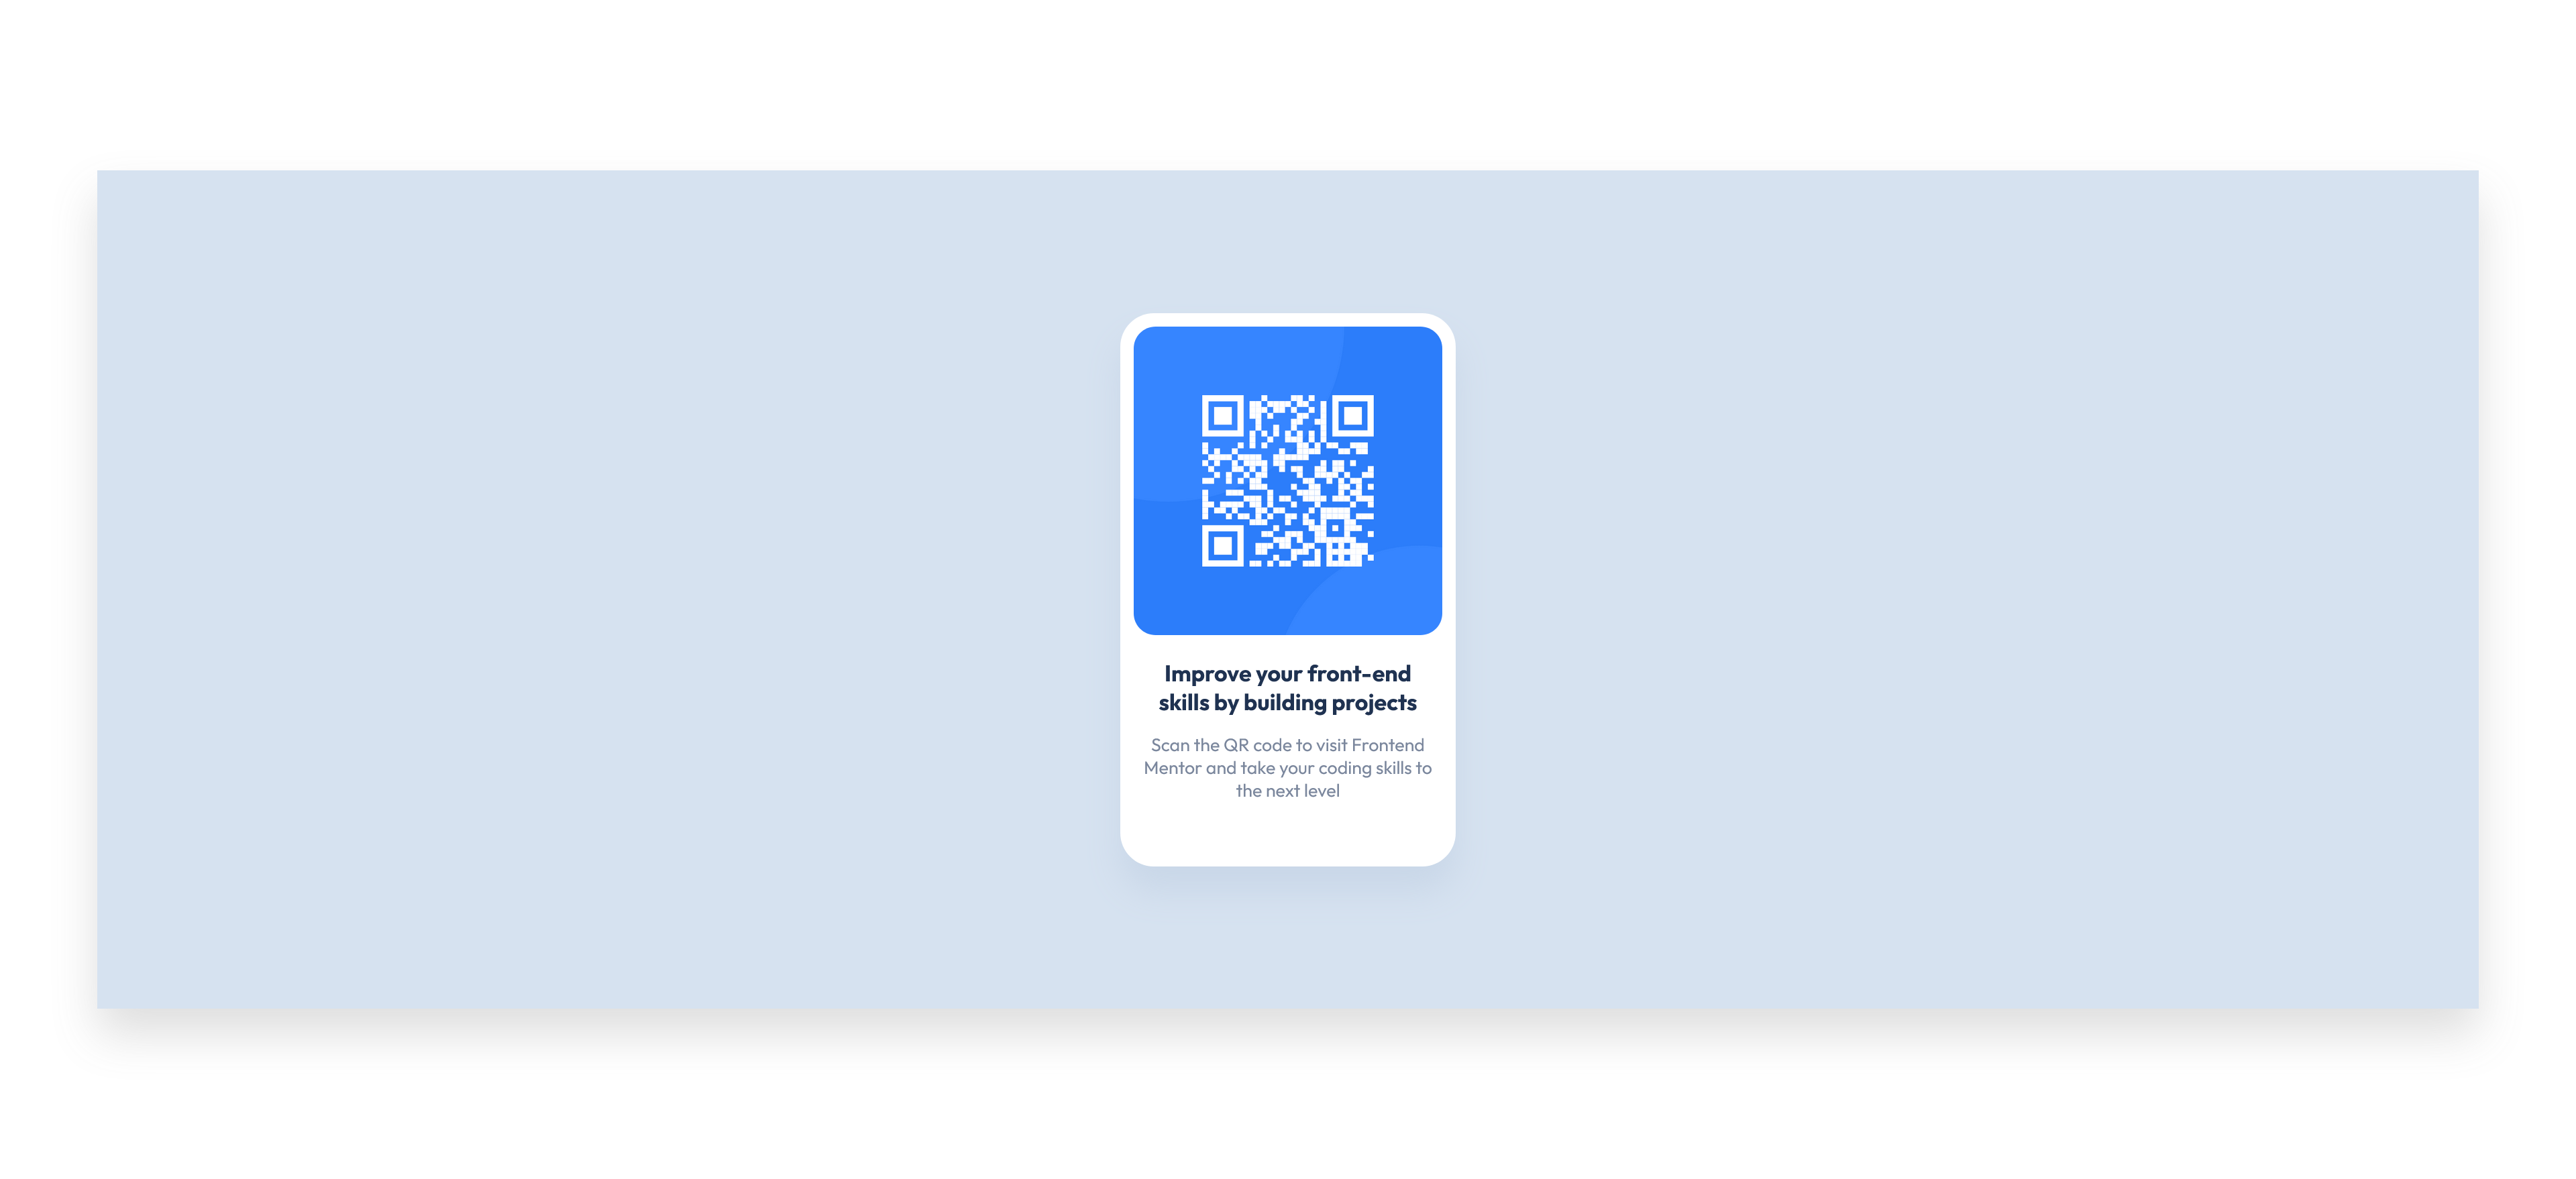 Improve your front-end
skills by building projects
Scan the QR code to visit Frontend
Mentor and take your coding skills to
the next level